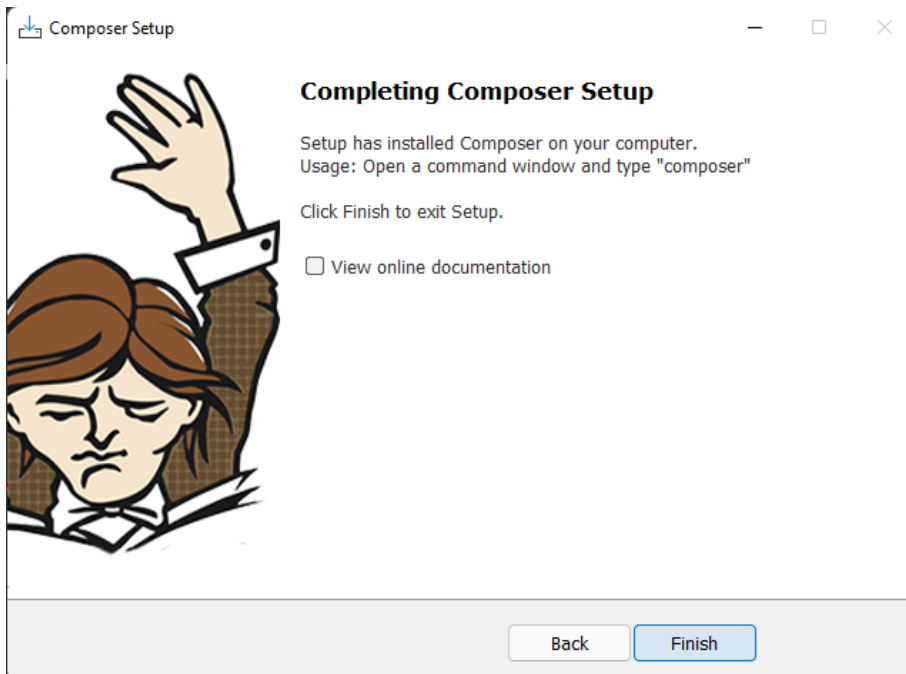 Composer Setup
Completing Composer Setup
Setup has installed Composer on your computer.
Usage: Open a command window and type "composer"
Click Finish to exit Setup.
View online documentation
Back
Finish